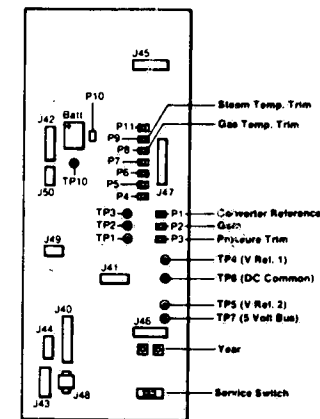 J45
P10
Batt
J42
Steam Temp. Trim
P11
P9
Gas Temp. Trim
P8
P7
P6
P5
P4
J47
J50
TP10
TP3
TP2
TP1
P1 Converter Reference
P2 Gain
P3 Pressure Trim
J49
TP4 (V Ref. 1)
J41
TP6 (DC Common)
TP5 (V Ref. 2)
TP7 (5 Volt Bus)
J40
J46
J44
Year
J43
J48
Service Switch